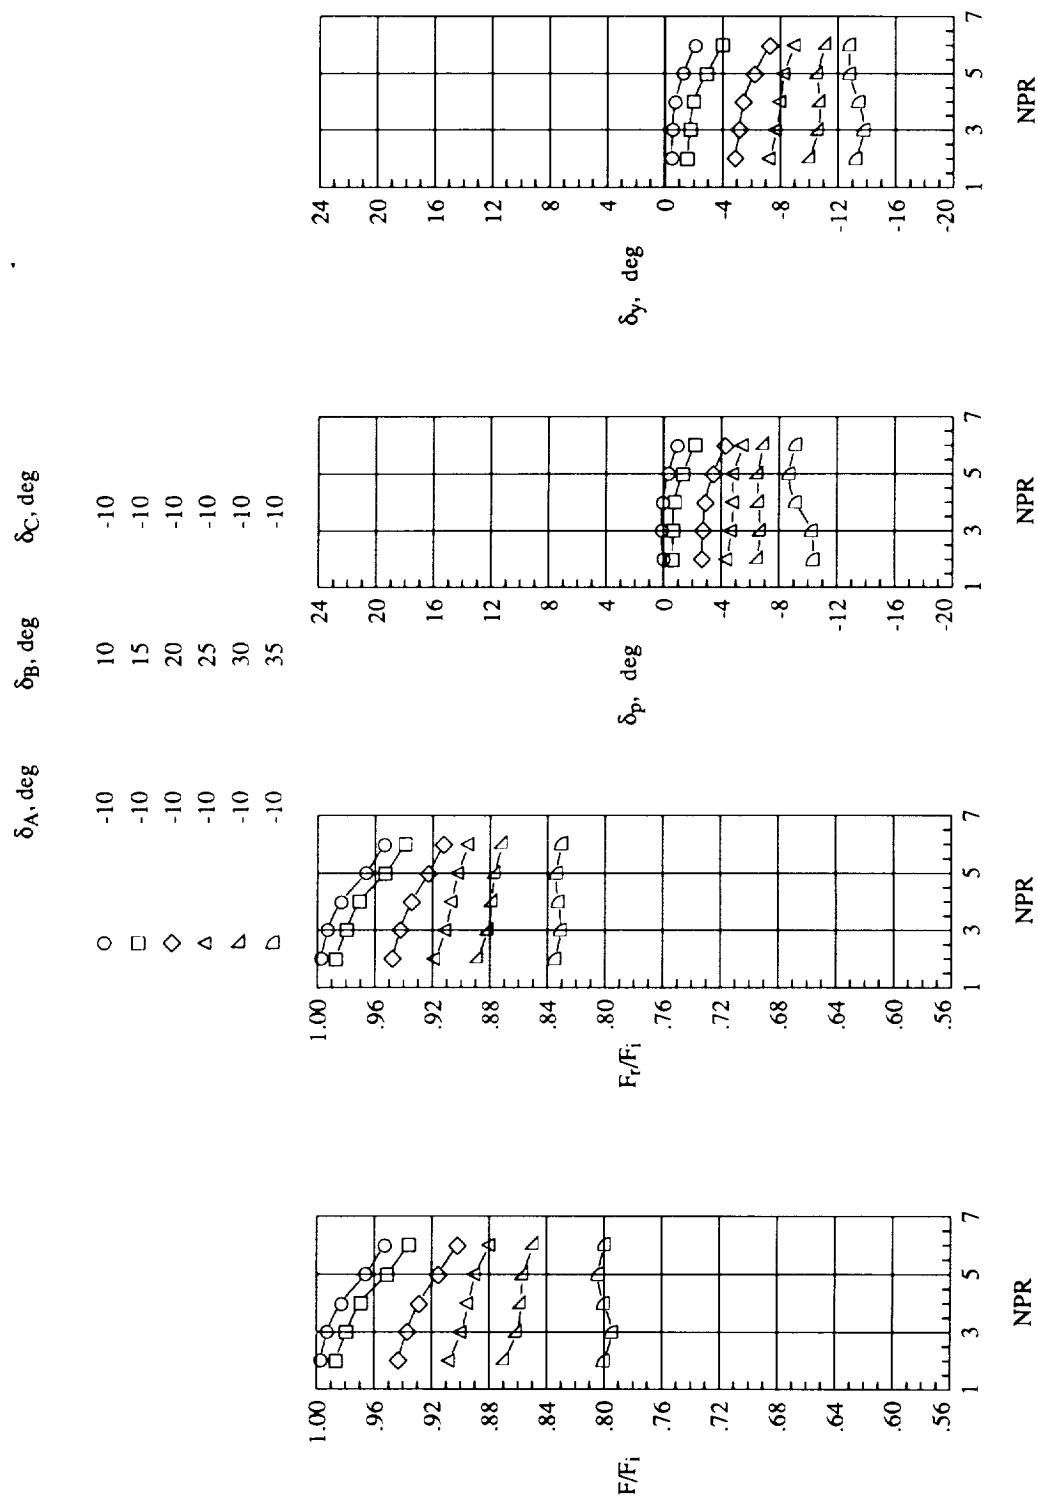 δA, deg δB, deg δC, deg
-10 10 -10
-10 15 -10
-10 20 -10
-10 25 -10
-10 30 -10
-10 35 -10
1.00
.96
.92
.88
.84
.80
.76
.72
.68
.64
.60
.56
F/Fi
1 3 5 7
NPR
1.00
.96
.92
.88
.84
.80
.76
.72
.68
.64
.60
.56
Fr/Fi
1 3 5 7
NPR
24
20
16
12
8
4
0
-4
-8
-12
-16
-20
δp, deg
1 3 5 7
NPR
24
20
16
12
8
4
0
-4
-8
-12
-16
-20
δy, deg
1 3 5 7
NPR